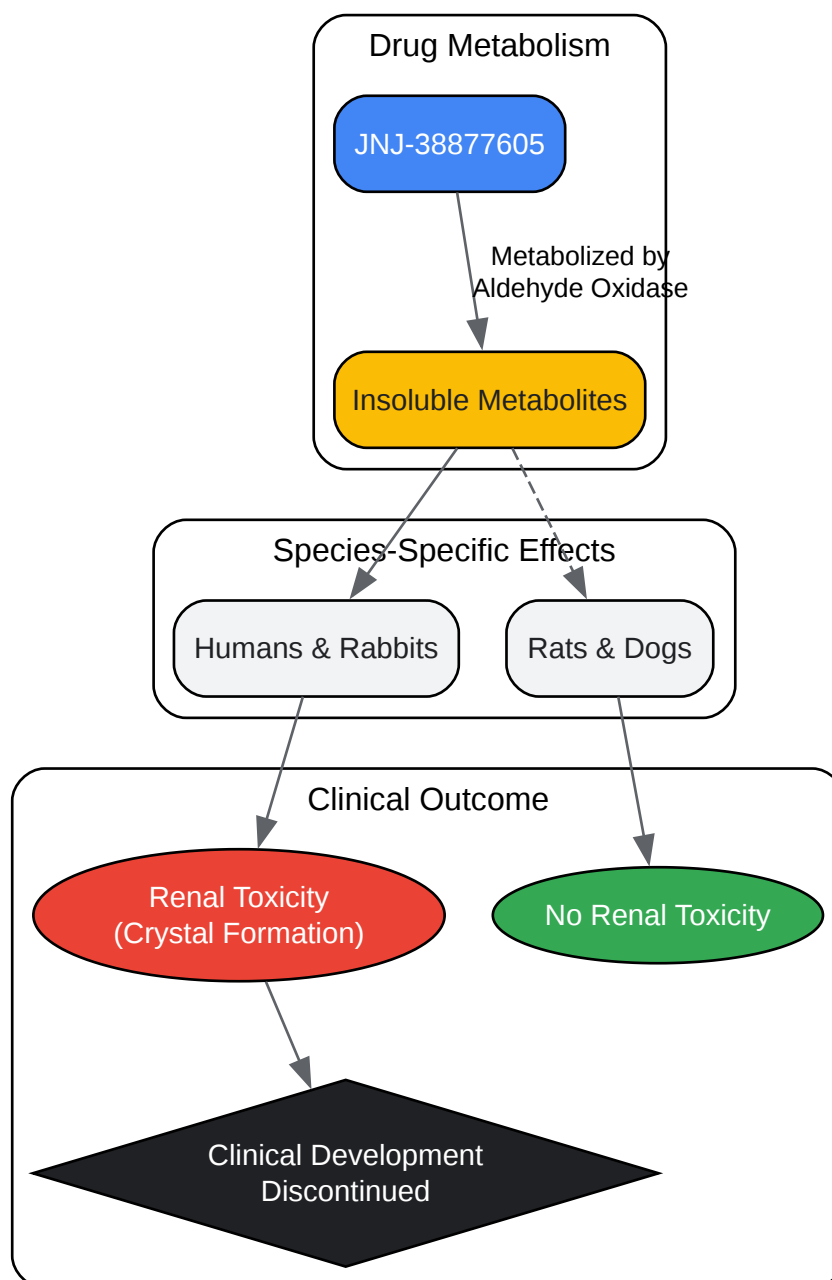 Drug Metabolism
JNJ-38877605
Metabolized by
Aldehyde Oxidase
Insoluble Metabolites
Species-Specific Effects
Humans & Rabbits
Rats & Dogs
Clinical Outcome
Renal Toxicity
(Crystal Formation)
No Renal Toxicity
Clinical Development
Discontinued